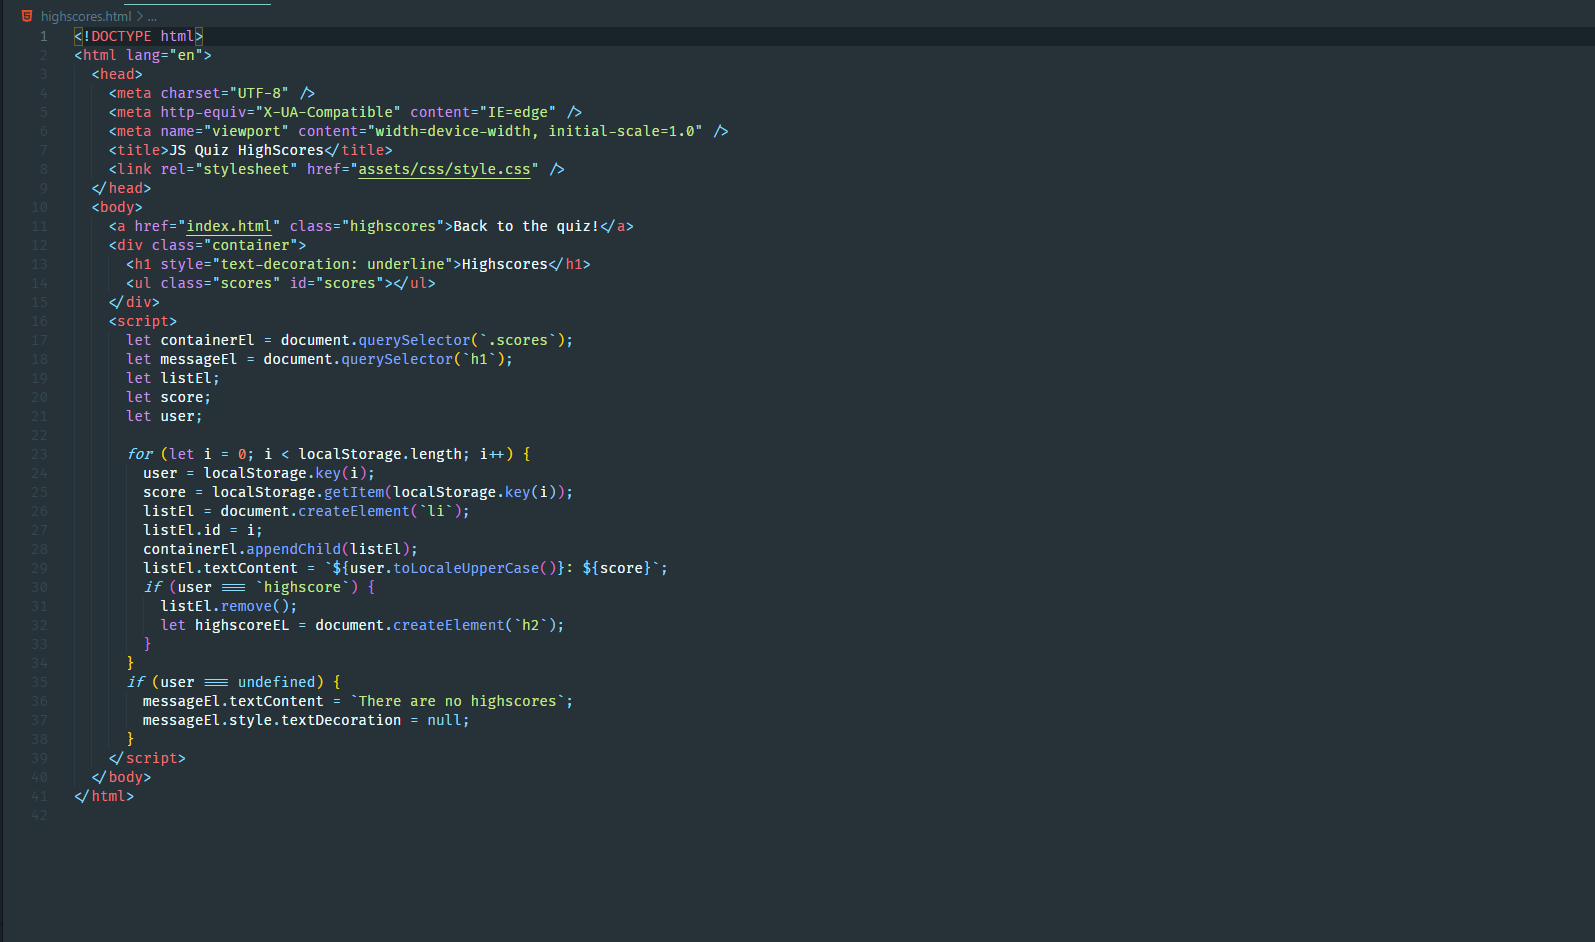 highscores.html > ...
1 <!DOCTYPE html>
2 <html lang="en">
3 <head>
4 <meta charset="UTF-8" />
5 <meta http-equiv="X-UA-Compatible" content="IE=edge" />
6 <meta name="viewport" content="width=device-width, initial-scale=1.0" />
7 <title>JS Quiz HighScores</title>
8 <link rel="stylesheet" href="assets/css/style.css" />
9 </head>
10 <body>
11 <a href="index.html" class="highscores">Back to the quiz!</a>
12 <div class="container">
13 <h1 style="text-decoration: underline">Highscores</h1>
14 <ul class="scores" id="scores"></ul>
15 </div>
16 <script>
17 let containerEl = document.querySelector(`.scores`);
18 let messageEl = document.querySelector(`h1`);
19 let listEl;
20 let score;
21 let user;
22
23 for (let i = 0; i < localStorage.length; i++) {
24 user = localStorage.key(i);
25 score = localStorage.getItem(localStorage.key(i));
26 listEl = document.createElement(`li`);
27 listEl.id = i;
28 containerEl.appendChild(listEl);
29 listEl.textContent = `${user.toLocaleUpperCase()}: ${score}`;
30 if (user === `highscore`) {
31 listEl.remove();
32 let highscoreEL = document.createElement(`h2`);
33 }
34 }
35 if (user === undefined) {
36 messageEl.textContent = `There are no highscores`;
37 messageEl.style.textDecoration = null;
38 }
39 </script>
40 </body>
41 </html>
42